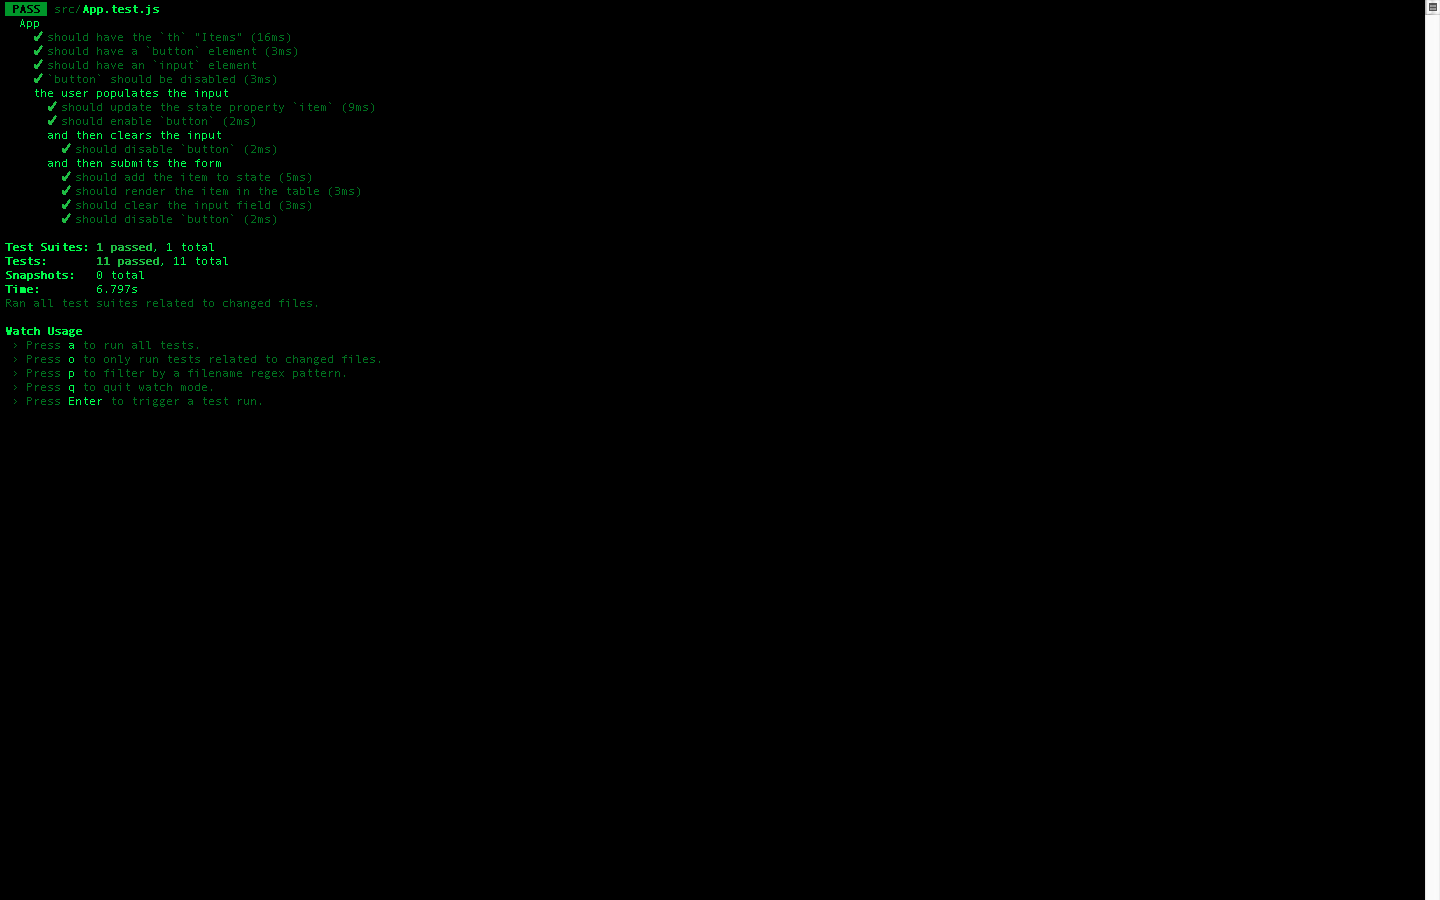 PASS src/App.test.js
App
✔ should have the `th` "Items" (16ms)
✔ should have a `button` element (3ms)
✔ should have an `input` element
✔ `button` should be disabled (3ms)
the user populates the input
✔ should update the state property `item` (9ms)
✔ should enable `button` (2ms)
and then clears the input
✔ should disable `button` (2ms)
and then submits the form
✔ should add the item to state (5ms)
✔ should render the item in the table (3ms)
✔ should clear the input field (3ms)
✔ should disable `button` (2ms)
Test Suites: 1 passed, 1 total
Tests: 11 passed, 11 total
Snapshots: 0 total
Time: 6.797s
Ran all test suites related to changed files.
Watch Usage
› Press a to run all tests.
› Press o to only run tests related to changed files.
› Press p to filter by a filename regex pattern.
› Press q to quit watch mode.
› Press Enter to trigger a test run.